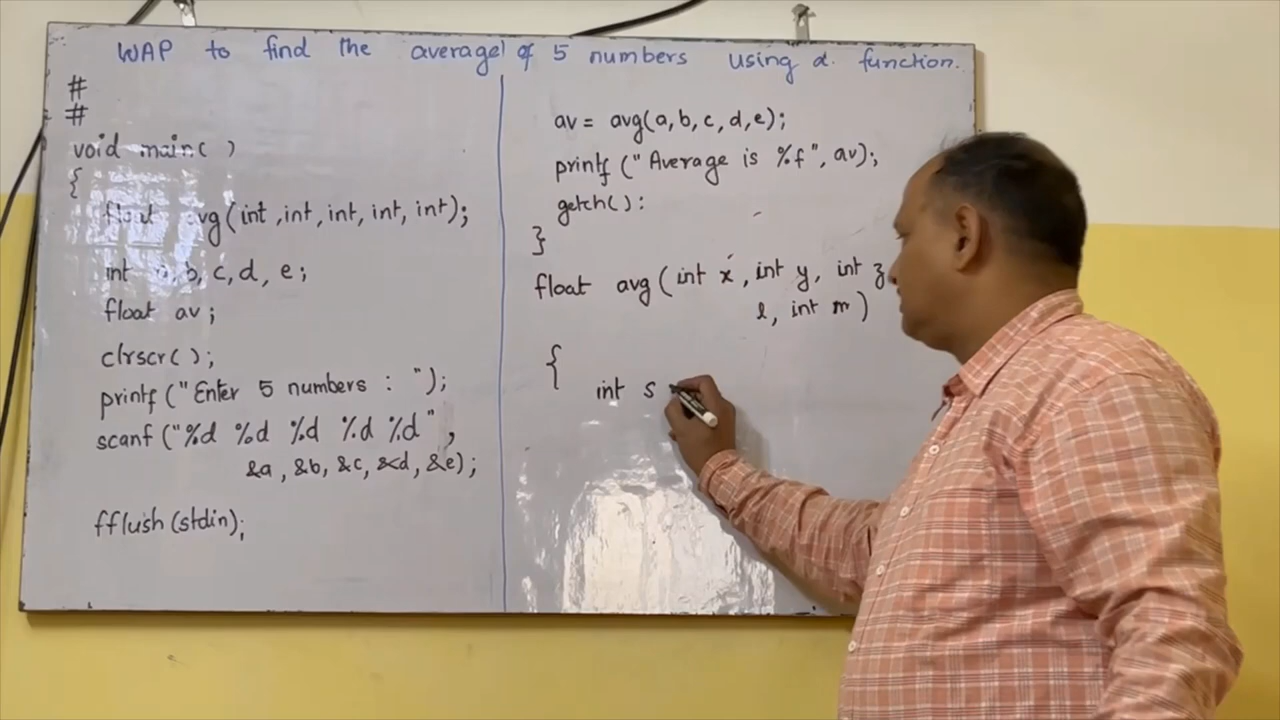 WAP to find the average of 5 numbers using a function.
#
#
void main( )
{
float avg(int, int, int, int, int);
int a, b, c, d, e;
float av;
clrscr();
printf("Enter 5 numbers : ");
scanf("%d %d %d %d %d",
&a, &b, &c, &d, &e);
fflush(stdin);
av = avg(a, b, c, d, e);
printf("Average is %f", av);
getch():
}
float avg(int x, int y, int z
l, int m)
{
int s